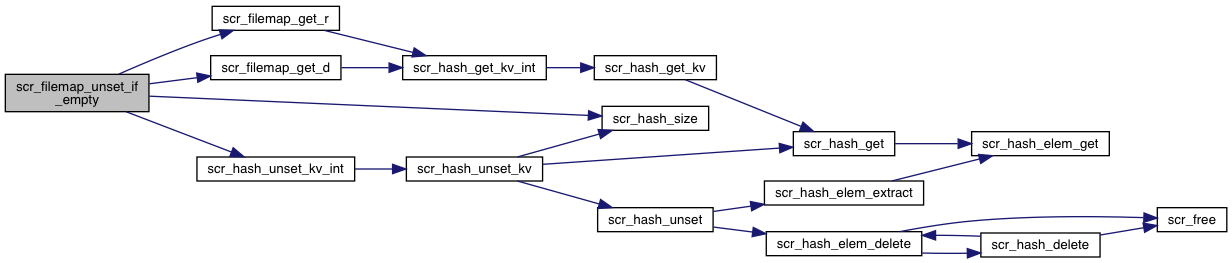 scr_filemap_get_r
scr_filemap_get_d
scr_hash_get_kv_int
scr_hash_get_kv
scr_filemap_unset_if
_empty
scr_hash_size
scr_hash_get
scr_hash_elem_get
scr_hash_unset_kv_int
scr_hash_unset_kv
scr_hash_elem_extract
scr_hash_unset
scr_free
scr_hash_elem_delete
scr_hash_delete